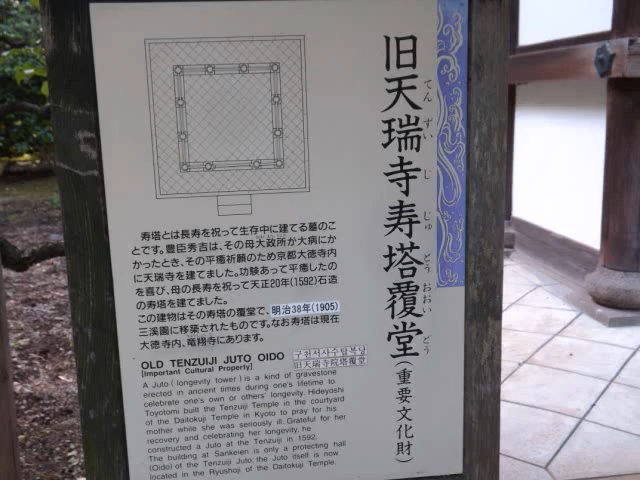 旧天瑞寺寿塔覆堂(重要文化財)
てん ずい じ じゅ とう おおい どう
寿塔とは長寿を祝って生存中に建てる墓のこ
とです。豊臣秀吉は、その母大政所が大病にか
かったとき、その平癒祈願のため京都大徳寺内
に天瑞寺を建てました。功験あって平癒したの
を喜び、母の長寿を祝って天正20年(1592)石造
の寿塔を建てました。
この建物はその寿塔の覆堂で、明治38年(1905)
三溪園に移築されたものです。なお寿塔は現在
大徳寺内、竜翔寺にあります。
OLD TENZUIJI JUTO OIDO
[Important Cultural Property]
旧天瑞寺院塔覆堂
A Juto (longevity tower) is a kind of gravestone
erected in ancient times during one's lifetime to
celebrate one's own or others' longevity. Hideyoshi
Toyotomi built the Tenzuji Temple in the courtyard
of the Daitokuji Temple in Kyoto to pray for his
mother while she was seriously ill. Grateful for her
recovery and celebrating her longevity, he
constructed a Juto at the Tenzuji in 1592.
The building at Sankeien is only a protecting hall
(Oido) of the Tenzuji Juto; the Juto itself is now
located in the Ryushoji of the Daitokuji Temple.